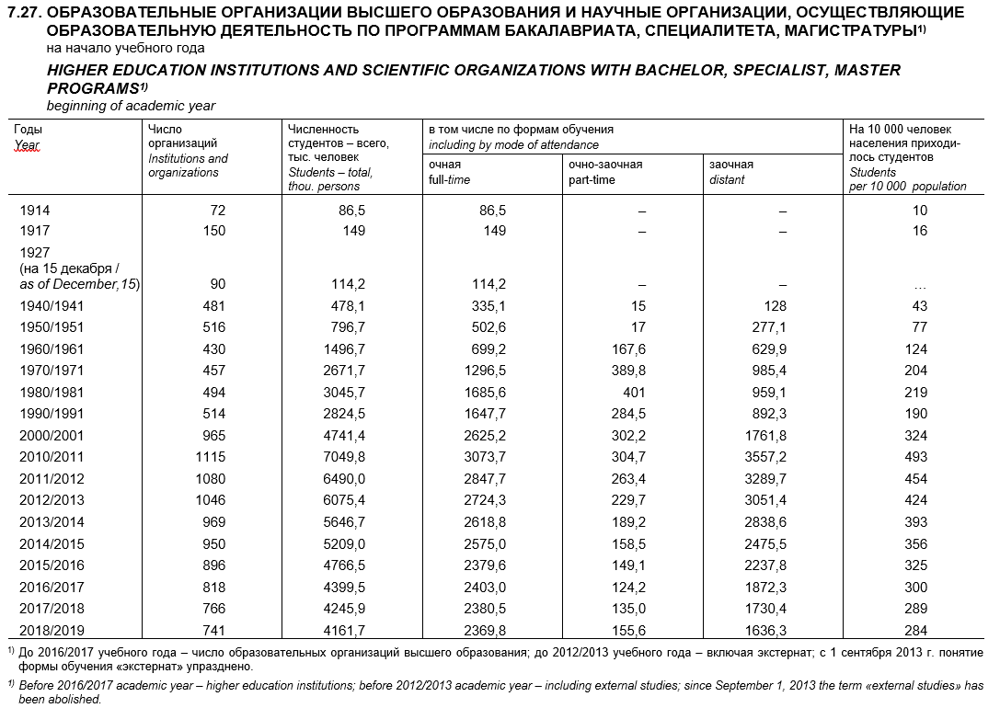 7.27. ОБРАЗОВАТЕЛЬНЫЕ ОРГАНИЗАЦИИ ВЫСШЕГО ОБРАЗОВАНИЯ И НАУЧНЫЕ ОРГАНИЗАЦИИ, ОСУЩЕСТВЛЯЮЩИЕ
ОБРАЗОВАТЕЛЬНУЮ ДЕЯТЕЛЬНОСТЬ ПО ПРОГРАММАМ БАКАЛАВРИАТА, СПЕЦИАЛИТЕТА, МАГИСТРАТУРЫ1)
на начало учебного года
HIGHER EDUCATION INSTITUTIONS AND SCIENTIFIC ORGANIZATIONS WITH BACHELOR, SPECIALIST, MASTER
PROGRAMS1)
beginning of academic year
Годы
Year
Число
организаций
Institutions and
organizations
Численность
студентов – всего,
тыс. человек
Students – total,
thou. persons
в том числе по формам обучения
including by mode of attendance
очная
full-time
очно-заочная
part-time
заочная
distant
На 10 000 человек
населения приходи-
лось студентов
Students
per 10 000 population
1914 72 86,5 86,5 – – 10
1917 150 149 149 – – 16
1927
(на 15 декабря /
as of December,15) 90 114,2 114,2 – – …
1940/1941 481 478,1 335,1 15 128 43
1950/1951 516 796,7 502,6 17 277,1 77
1960/1961 430 1496,7 699,2 167,6 629,9 124
1970/1971 457 2671,7 1296,5 389,8 985,4 204
1980/1981 494 3045,7 1685,6 401 959,1 219
1990/1991 514 2824,5 1647,7 284,5 892,3 190
2000/2001 965 4741,4 2625,2 302,2 1761,8 324
2010/2011 1115 7049,8 3073,7 304,7 3557,2 493
2011/2012 1080 6490,0 2847,7 263,4 3289,7 454
2012/2013 1046 6075,4 2724,3 229,7 3051,4 424
2013/2014 969 5646,7 2618,8 189,2 2838,6 393
2014/2015 950 5209,0 2575,0 158,5 2475,5 356
2015/2016 896 4766,5 2379,6 149,1 2237,8 325
2016/2017 818 4399,5 2403,0 124,2 1872,3 300
2017/2018 766 4245,9 2380,5 135,0 1730,4 289
2018/2019 741 4161,7 2369,8 155,6 1636,3 284
1) До 2016/2017 учебного года – число образовательных организаций высшего образования; до 2012/2013 учебного года – включая экстернат; с 1 сентября 2013 г. понятие
формы обучения «экстернат» упразднено.
1) Before 2016/2017 academic year – higher education institutions; before 2012/2013 academic year – including external studies; since September 1, 2013 the term «external studies» has
been abolished.